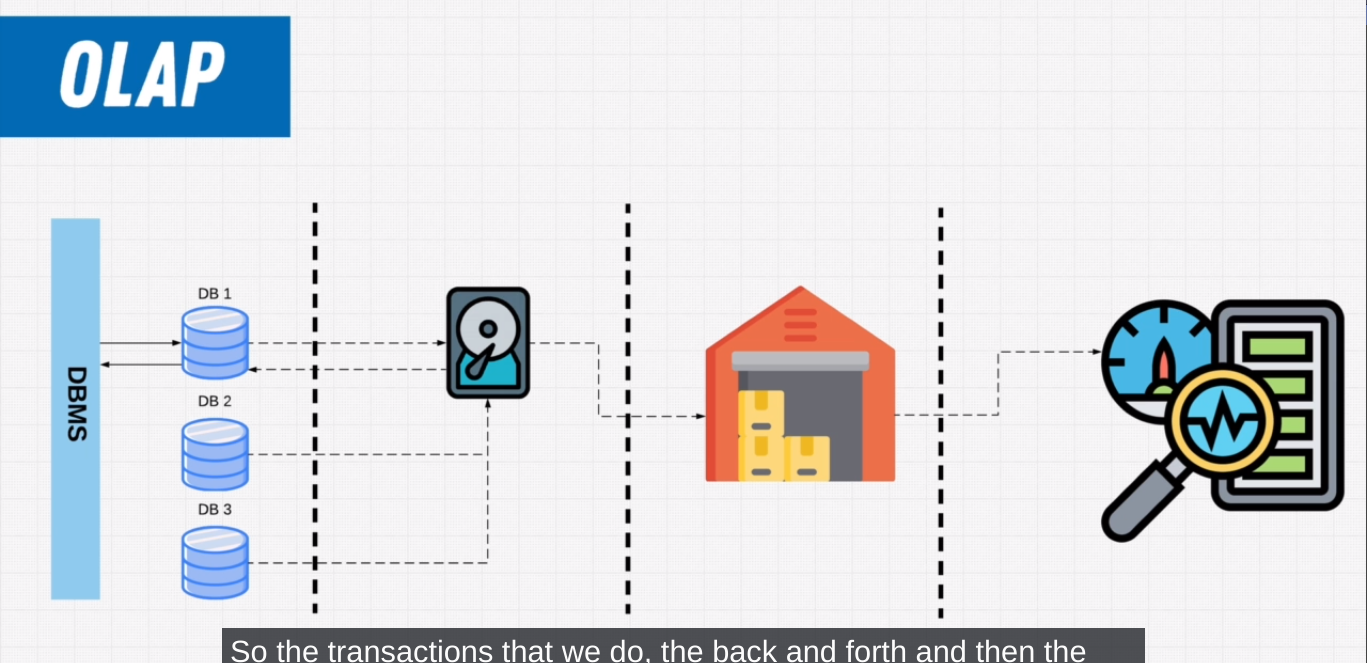 OLAP
DBMS
DB 1
DB 2
DB 3
So the transactions that we do, the back and forth and then the